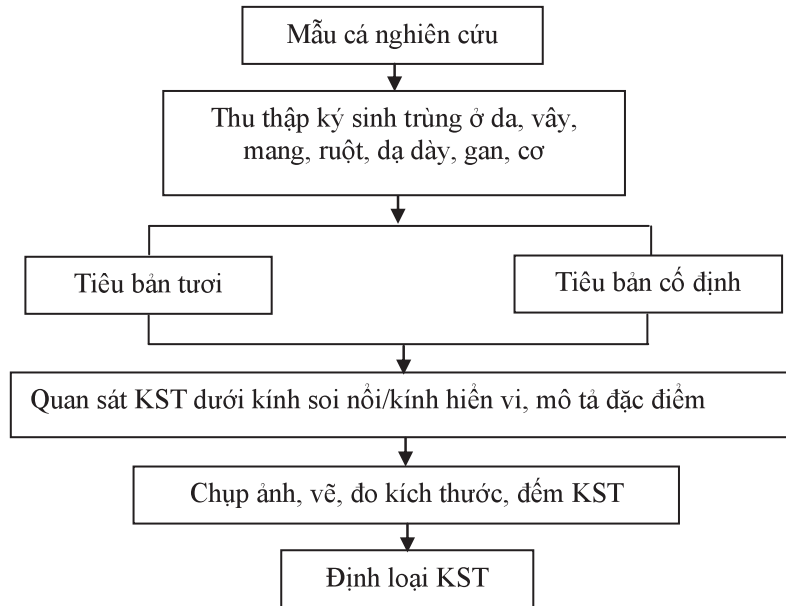 Mẫu cá nghiên cứu
Thu thập ký sinh trùng ở da, vây,
mang, ruột, dạ dày, gan, cơ
Tiêu bản tươi
Tiêu bản cố định
Quan sát KST dưới kính soi nổi/kính hiển vi, mô tả đặc điểm
Chụp ảnh, vẽ, đo kích thước, đếm KST
Định loại KST